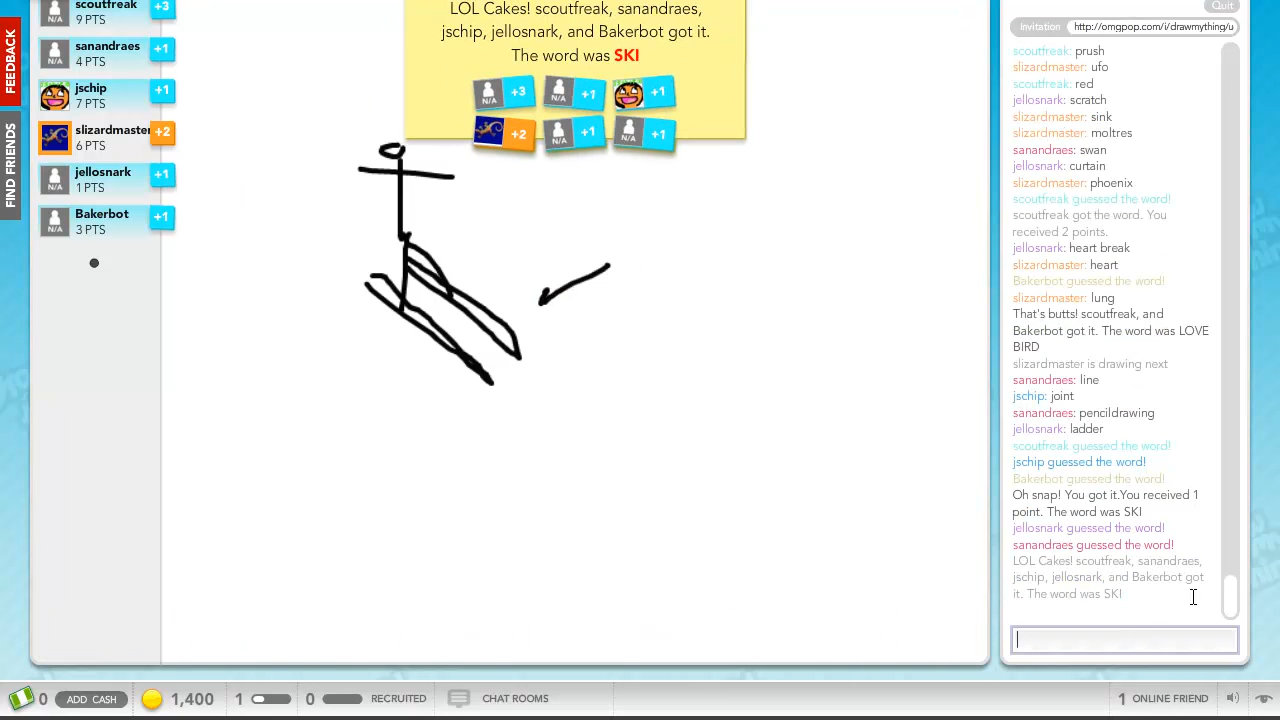 FEEDBACK
FIND FRIENDS
scoutfreak +3
9 PTS
N/A
sanandraes +1
4 PTS
N/A
jschip +1
7 PTS
slizardmaster +2
6 PTS
jellosnark +1
1 PTS
N/A
Bakerbot +1
3 PTS
N/A
LOL Cakes! scoutfreak, sanandraes,
jschip, jellosnark, and Bakerbot got it.
The word was SKI
N/A +3 N/A +1 +1
+2 N/A +1 N/A +1
Quit
Invitation http://omgpop.com/i/drawmything/u
scoutfreak: prush
slizardmaster: ufo
scoutfreak: red
jellosnark: scratch
slizardmaster: sink
slizardmaster: moltres
sanandraes: swan
jellosnark: curtain
slizardmaster: phoenix
scoutfreak guessed the word!
scoutfreak got the word. You
received 2 points.
jellosnark: heart break
slizardmaster: heart
Bakerbot guessed the word!
slizardmaster: lung
That's butts! scoutfreak, and
Bakerbot got it. The word was LOVE
BIRD
slizardmaster is drawing next
sanandraes: line
jschip: joint
sanandraes: pencildrawing
jellosnark: ladder
scoutfreak guessed the word!
jschip guessed the word!
Bakerbot guessed the word!
Oh snap! You got it.You received 1
point. The word was SKI
jellosnark guessed the word!
sanandraes guessed the word!
LOL Cakes! scoutfreak, sanandraes,
jschip, jellosnark, and Bakerbot got
it. The word was SKI
0 ADD CASH 1,400 1 0 RECRUITED CHAT ROOMS 1 ONLINE FRIEND